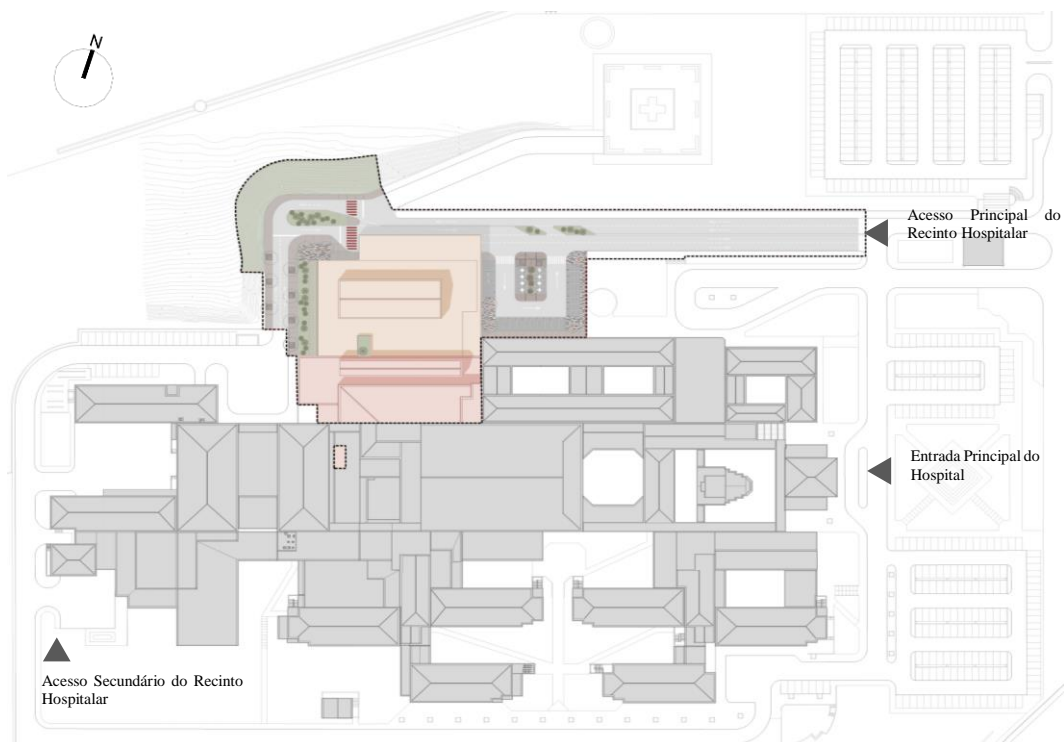 N
Acesso Principal do
Recinto Hospitalar
Entrada Principal do
Hospital
Acesso Secundário do Recinto
Hospitalar